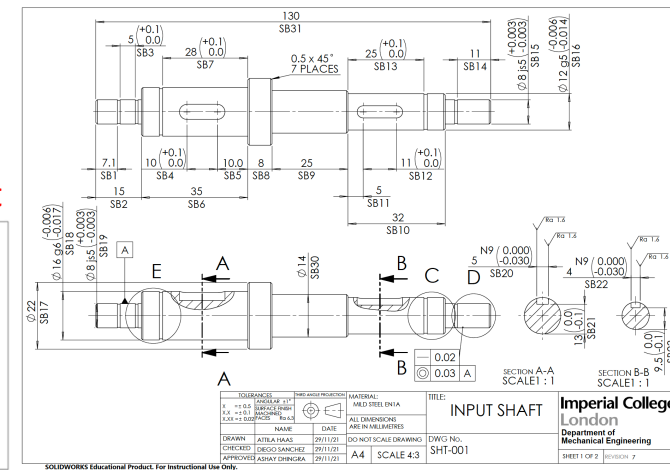 130
SB31
5 (+0.1 0.0)
SB3
28 (+0.1 0.0)
SB7
0.5 x 45°
7 PLACES
25 (+0.1 0.0)
SB13
11
SB14
Ø 8 js5 (+0.003 -0.003)
SB15
Ø 12 g5 (-0.006 -0.014)
SB16
7.1
SB1
10 (+0.1 0.0)
SB4
10.0
SB5
8
SB8
25
SB9
11 (+0.1 0.0)
SB12
5
SB11
15
SB2
35
SB6
32
SB10
Ø 16 g6 (-0.006 -0.017)
SB18
Ø 8 js5 (+0.003 -0.003)
SB19
A
E
A
Ø 14
SB30
B
C
D
Ø 22
SB17
A
B
0.02
0.03 A
Ra 1.6
Ra 1.6
5 N9 (0.000 -0.030)
SB20
13 (0.0 -0.1)
SB21
SECTION A-A
SCALE1 : 1
Ra 1.6
Ra 1.6
4 N9 (0.000 -0.030)
SB22
9.5 (0.0 -0.1)
SECTION B-B
SCALE1 : 1
TOLERANCES
X =± 0.5
X.X =± 0.1
X.XX =± 0.02
ANGULAR ±1°
SURFACE FINISH
MACHINED
FACES Ra 6.3
THIRD ANGLE PROJECTION
MATERIAL:
MILD STEEL EN1A
ALL DIMENSIONS
ARE IN MILLIMETRES
TITLE:
INPUT SHAFT
Imperial College
London
Department of
Mechanical Engineering
NAME DATE
DRAWN ATTILA HAAS 29/11/21
CHECKED DIEGO SANCHEZ 29/11/21
APPROVED ASHAY DHINGRA 29/11/21
DO NOT SCALE DRAWING
A4 SCALE 4:3
DWG No.
SHT-001
SHEET 1 OF 2 REVISION 7
SOLIDWORKS Educational Product. For Instructional Use Only.